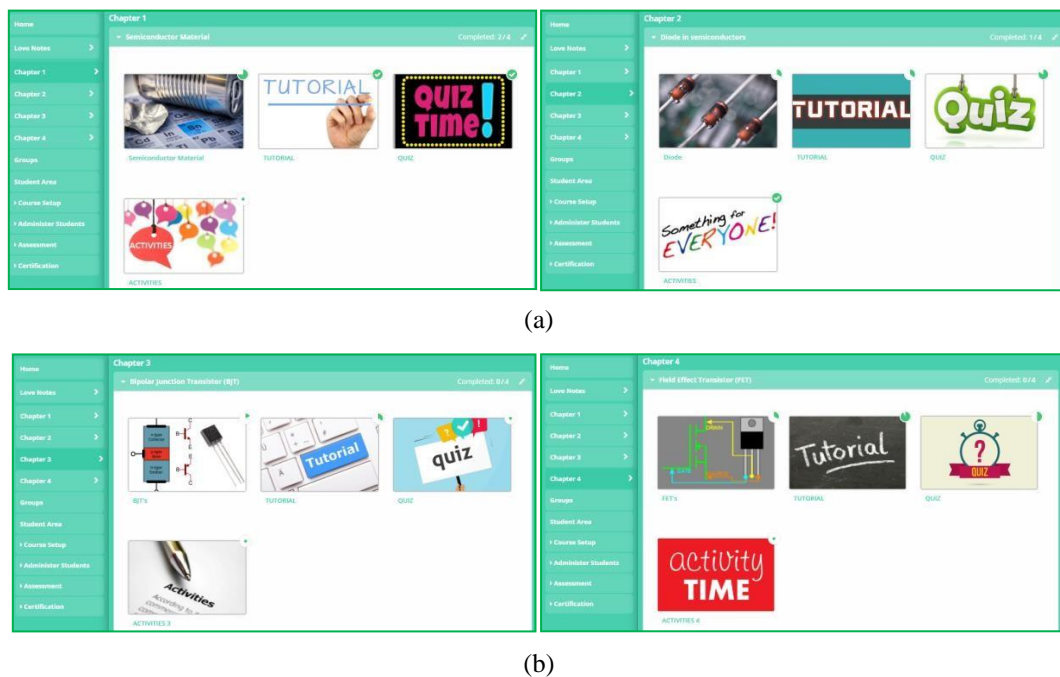 Home
Love Notes
Chapter 1
Chapter 2
Chapter 3
Chapter 4
Groups
Student Area
Course Setup
Administer Students
Assessment
Certification
Chapter 1
Semiconductor Material
Completed: 2/4
Semiconductor Material
TUTORIAL
TUTORIAL
QUIZ
TIME!
QUIZ
ACTIVITIES
ACTIVITIES
Home
Love Notes
Chapter 1
Chapter 2
Chapter 3
Chapter 4
Groups
Student Area
Course Setup
Administer Students
Assessment
Certification
Chapter 2
Diode in semiconductors
Completed: 1/4
Diode
TUTORIAL
TUTORIAL
Quiz
QUIZ
Something for
EVERYONE!
ACTIVITIES
(a)
Home
Love Notes
Chapter 1
Chapter 2
Chapter 3
Chapter 4
Groups
Student Area
Course Setup
Administer Students
Assessment
Certification
Chapter 3
Bipolar Junction Transistor (BJT)
Completed: 0/4
BJT's
Tutorial
TUTORIAL
quiz
QUIZ
Activities
ACTIVITIES 3
Home
Love Notes
Chapter 1
Chapter 2
Chapter 3
Chapter 4
Groups
Student Area
Course Setup
Administer Students
Assessment
Certification
Chapter 4
Field Effect Transistor (FET)
Completed: 0/4
DRAIN
GATE
FET's
Tutorial
TUTORIAL
?
QUIZ
QUIZ
activity
TIME
ACTIVITIES 4
(b)